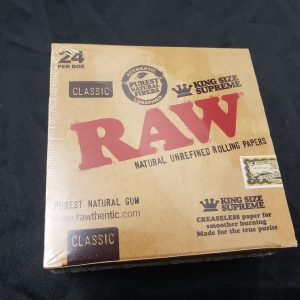 24
PER BOX
AUTHENTIC
PUREST
NATURAL
FIBERS
UNREFINED
KING SIZE
SUPREME
CLASSIC
RAW
NATURAL UNREFINED ROLLING PAPERS
PUREST NATURAL GUM
www.rawthentic.com
KING SIZE
SUPREME
CREASELESS paper for
smoother burning
Made for the true purist
CLASSIC